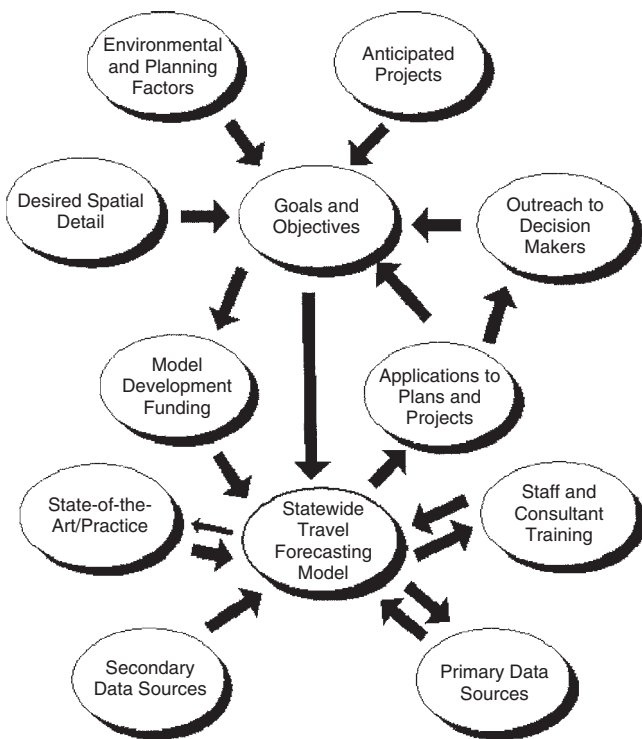 Environmental
and Planning
Factors
Anticipated
Projects
Desired Spatial
Detail
Goals and
Objectives
Outreach to
Decision
Makers
Model
Development
Funding
Applications to
Plans and
Projects
State-of-the-
Art/Practice
Statewide
Travel
Forecasting
Model
Staff and
Consultant
Training
Secondary
Data Sources
Primary Data
Sources